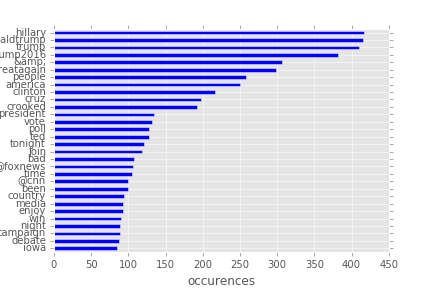 hillary
aldtrump
trump
ump2016
&amp;
reatagain
people
america
clinton
cruz
crooked
president
vote
poll
ted
tonight
join
bad
@foxnews
time
@cnn
been
country
media
enjoy
win
night
campaign
debate
iowa
0 50 100 150 200 250 300 350 400 450
occurences